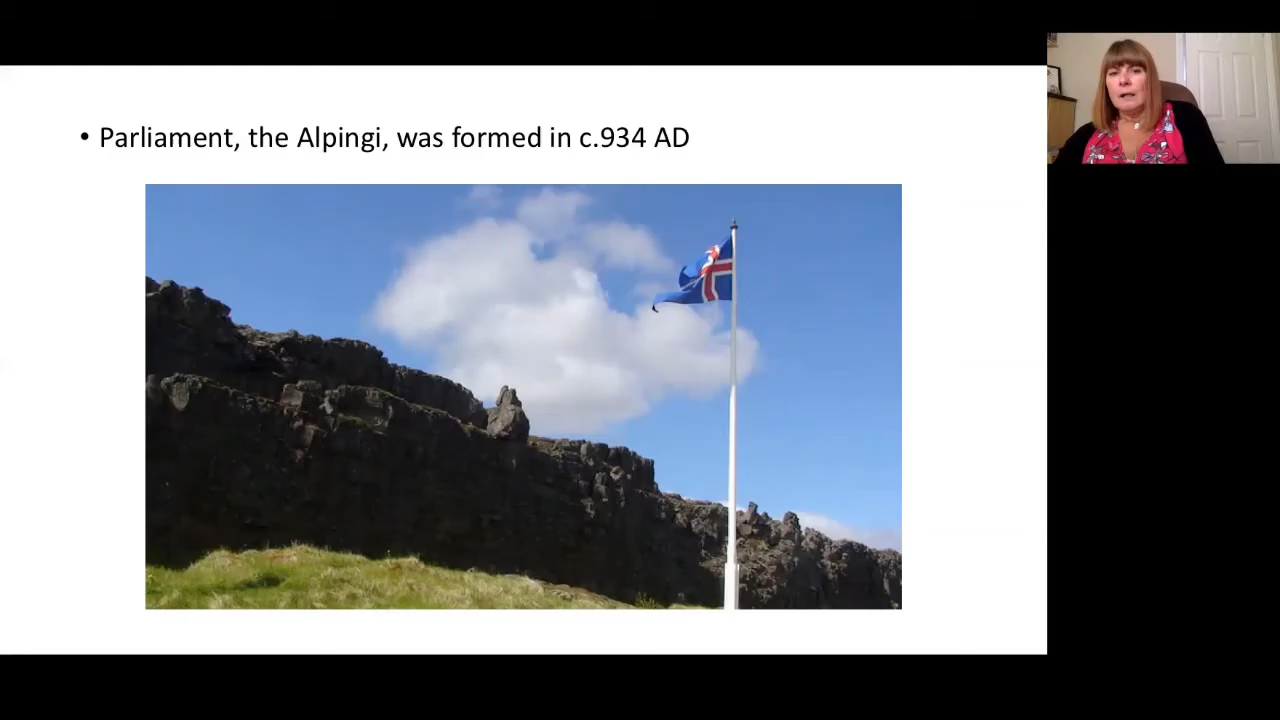 • Parliament, the Alpingi, was formed in c.934 AD